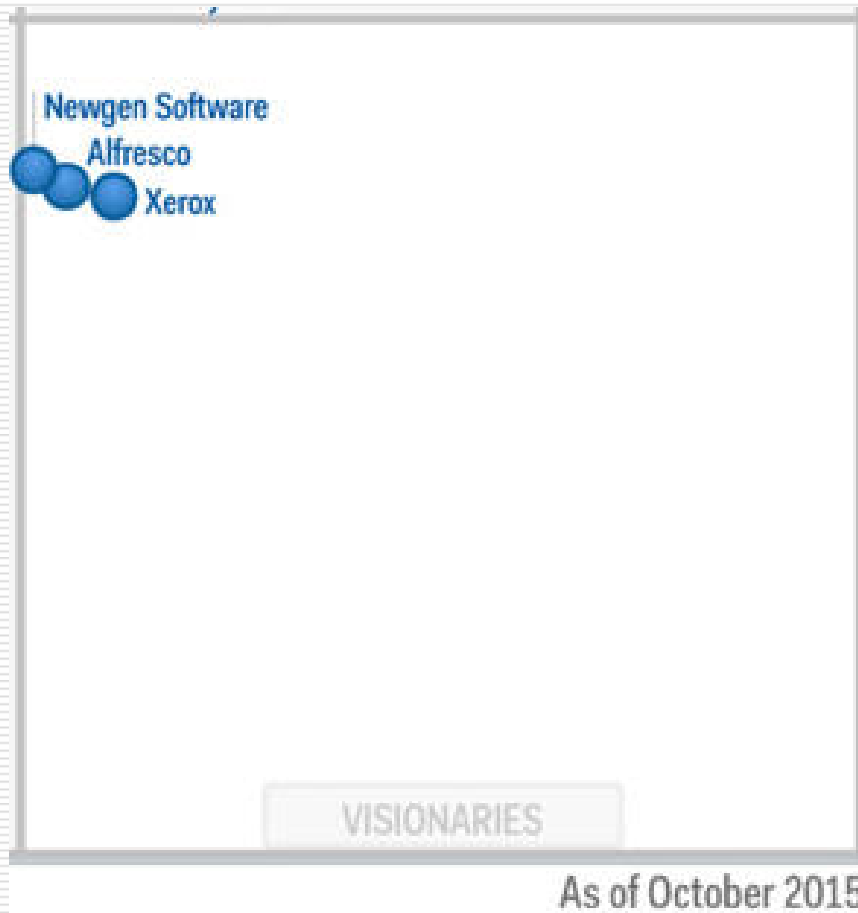 Newgen Software
Alfresco
Xerox
VISIONARIES
As of October 2015